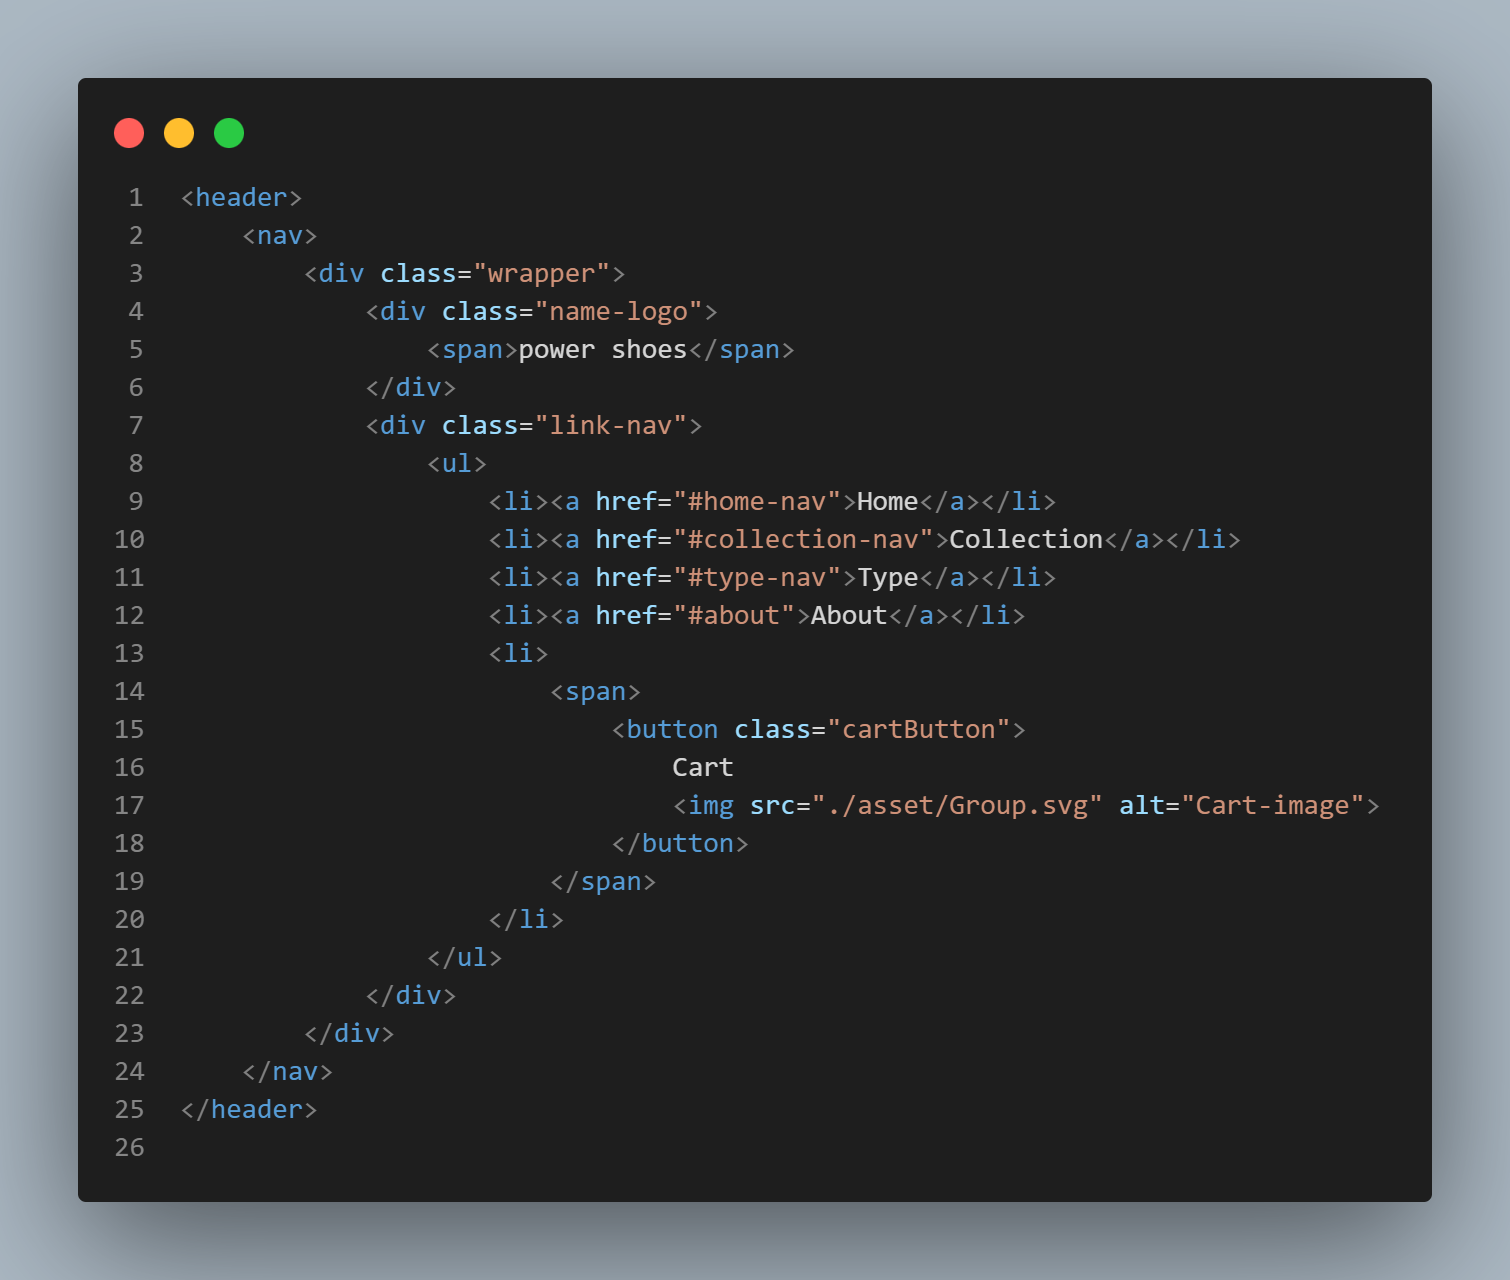 1 <header>
2     <nav>
3         <div class="wrapper">
4             <div class="name-logo">
5                 <span>power shoes</span>
6             </div>
7             <div class="link-nav">
8                 <ul>
9                     <li><a href="#home-nav">Home</a></li>
10                     <li><a href="#collection-nav">Collection</a></li>
11                     <li><a href="#type-nav">Type</a></li>
12                     <li><a href="#about">About</a></li>
13                     <li>
14                         <span>
15                             <button class="cartButton">
16                                 Cart
17                                 <img src="./asset/Group.svg" alt="Cart-image">
18                             </button>
19                         </span>
20                     </li>
21                 </ul>
22             </div>
23         </div>
24     </nav>
25 </header>
26